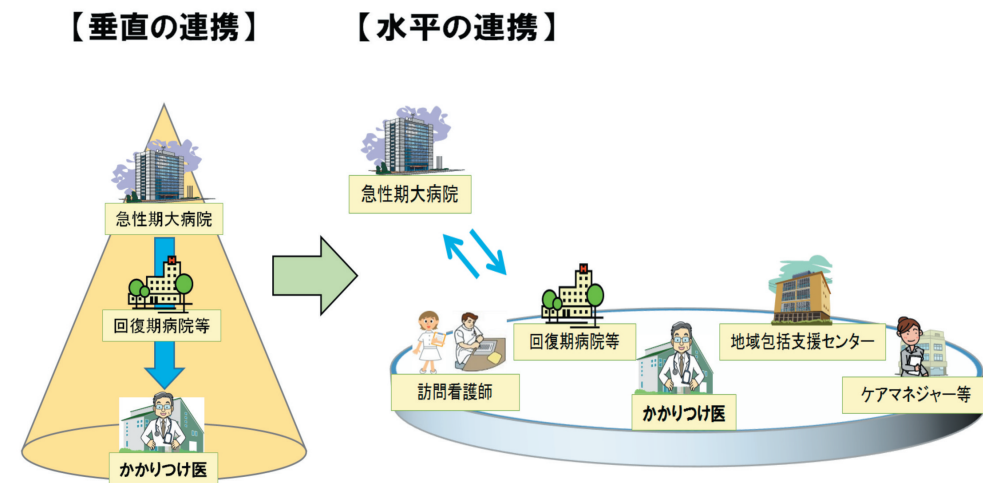 【垂直の連携】
【水平の連携】
急性期大病院
回復期病院等
かかりつけ医
急性期大病院
訪問看護師
回復期病院等
かかりつけ医
地域包括支援センター
ケアマネジャー等
H
H